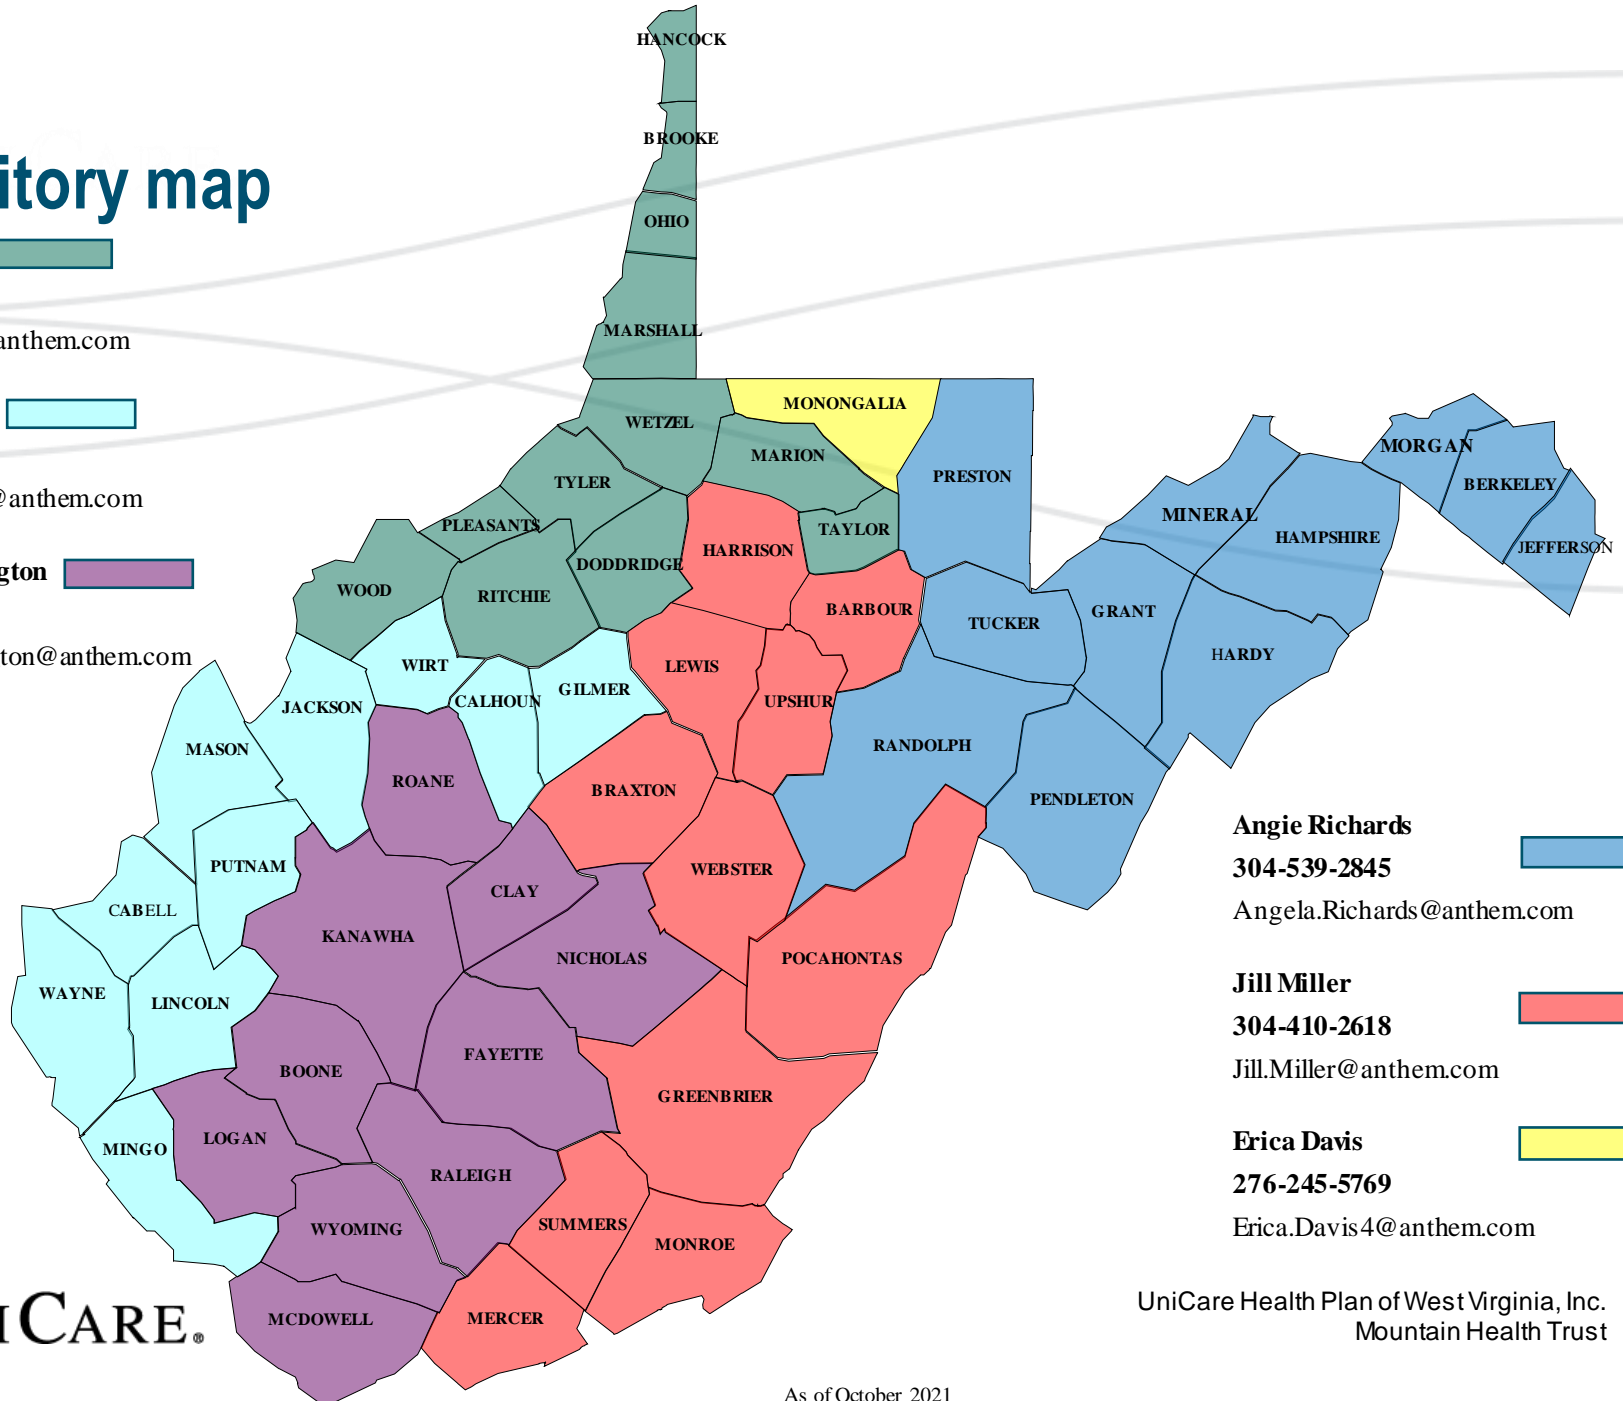 itory map
anthem.com
@anthem.com
gton
ton@anthem.com
HANCOCK
BROOKE
OHIO
MARSHALL
WETZEL
MONONGALIA
MARION
PRESTON
TYLER
PLEASANTS
TAYLOR
HARRISON
DODDRIDGE
WOOD
RITCHIE
BARBOUR
TUCKER
GRANT
MINERAL
HAMPSHIRE
MORGAN
BERKELEY
JEFFERSON
HARDY
WIRT
LEWIS
GILMER
CALHOUN
UPSHUR
JACKSON
MASON
RANDOLPH
ROANE
BRAXTON
PENDLETON
PUTNAM
WEBSTER
CLAY
CABELL
KANAWHA
NICHOLAS
POCAHONTAS
WAYNE
LINCOLN
FAYETTE
BOONE
GREENBRIER
LOGAN
MINGO
RALEIGH
SUMMERS
WYOMING
MONROE
MCDOWELL
MERCER
Angie Richards
304-539-2845
Angela.Richards@anthem.com
Jill Miller
304-410-2618
Jill.Miller@anthem.com
Erica Davis
276-245-5769
Erica.Davis4@anthem.com
UniCare Health Plan of West Virginia, Inc.
Mountain Health Trust
ICARE®
As of October 2021